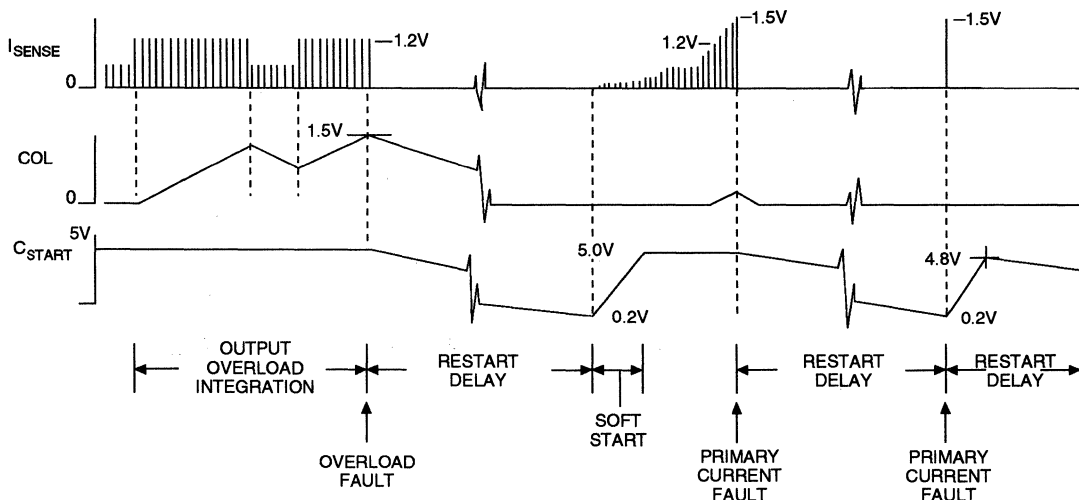 ISENSE
0
1.2V
1.2V
1.5V
1.5V
COL
1.5V
0
5V
CSTART
5.0V
0.2V
4.8V
0.2V
OUTPUT
OVERLOAD
INTEGRATION
RESTART
DELAY
SOFT
START
RESTART
DELAY
RESTART
DELAY
OVERLOAD
FAULT
PRIMARY
CURRENT
FAULT
PRIMARY
CURRENT
FAULT